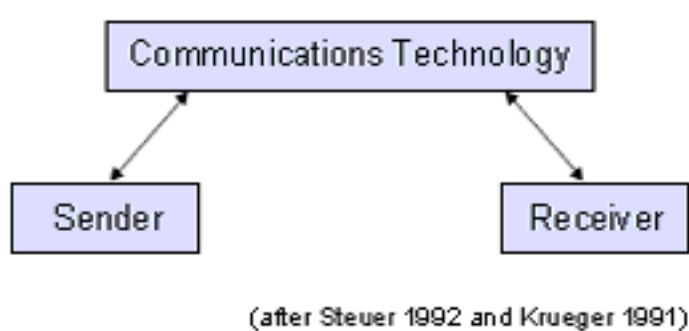 Communications Technology
Sender
Receiver
(after Steuer 1992 and Krueger 1991)